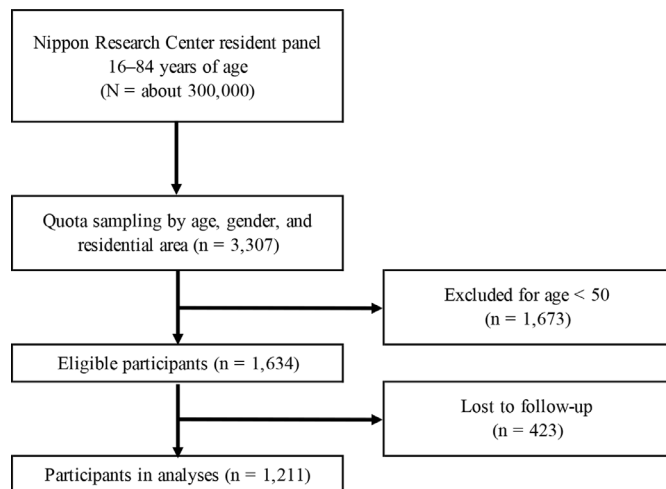 Nippon Research Center resident panel
16–84 years of age
(N = about 300,000)
Quota sampling by age, gender, and
residential area (n = 3,307)
Excluded for age < 50
(n = 1,673)
Eligible participants (n = 1,634)
Lost to follow-up
(n = 423)
Participants in analyses (n = 1,211)